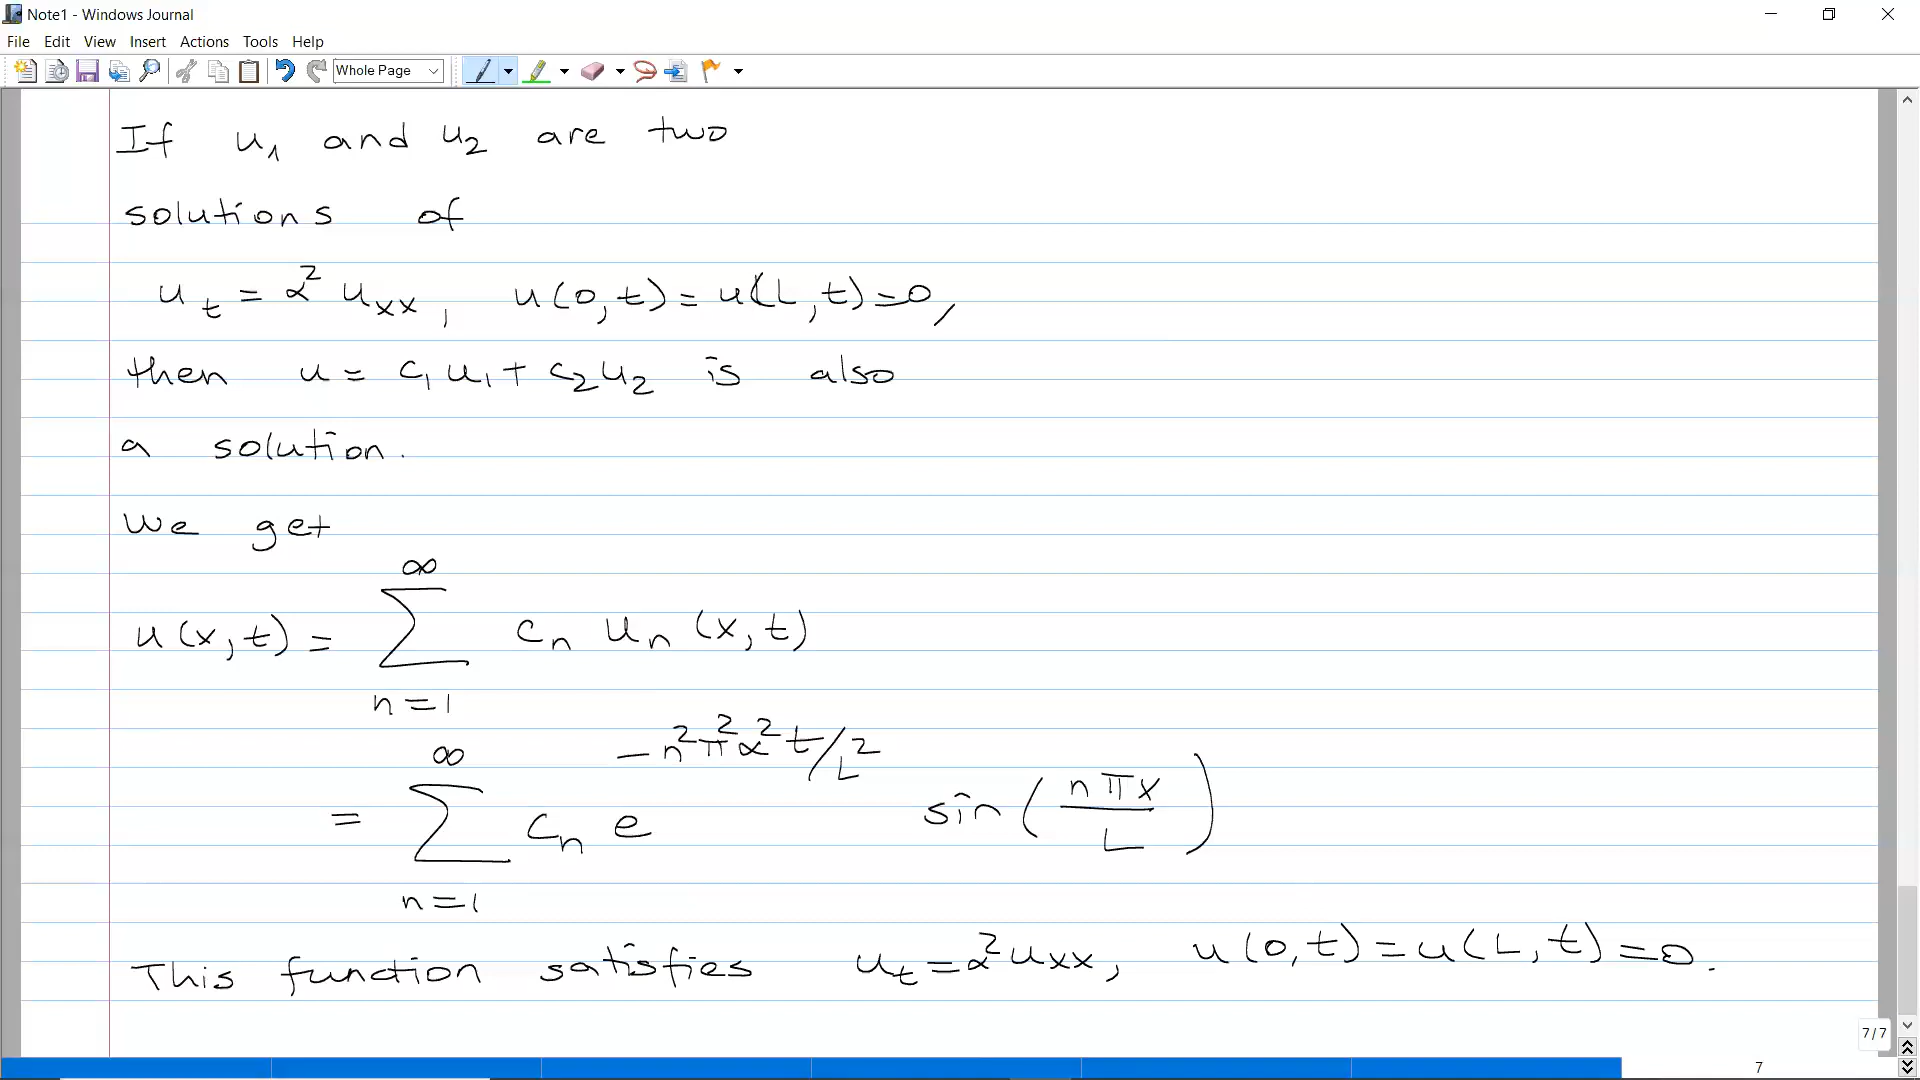 Note1 - Windows Journal
File Edit View Insert Actions Tools Help
Whole Page
If u₁ and u₂ are two
solutions of
u_t = α² u_xx, u(0,t) = u(L,t) = 0,
then u = c₁u₁ + c₂u₂ is also
a solution.
We get
u(x,t) = ∑_{n=1}^{∞} c_n u_n (x,t)
= ∑_{n=1}^{∞} c_n e^{-n²π²α²t/L²} sin(nπx/L)
This function satisfies u_t = α² u_xx, u(0,t) = u(L,t) = 0.
7/7
7